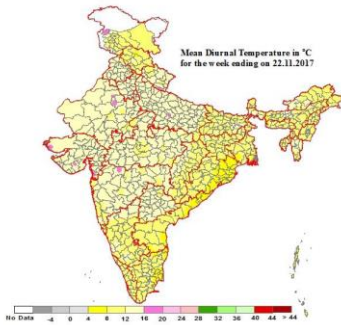 Mean Diurnal Temperature in °C
for the week ending on 22.11.2017
No Data -4 0 4 8 12 16 20 24 28 32 36 40 44 > 44